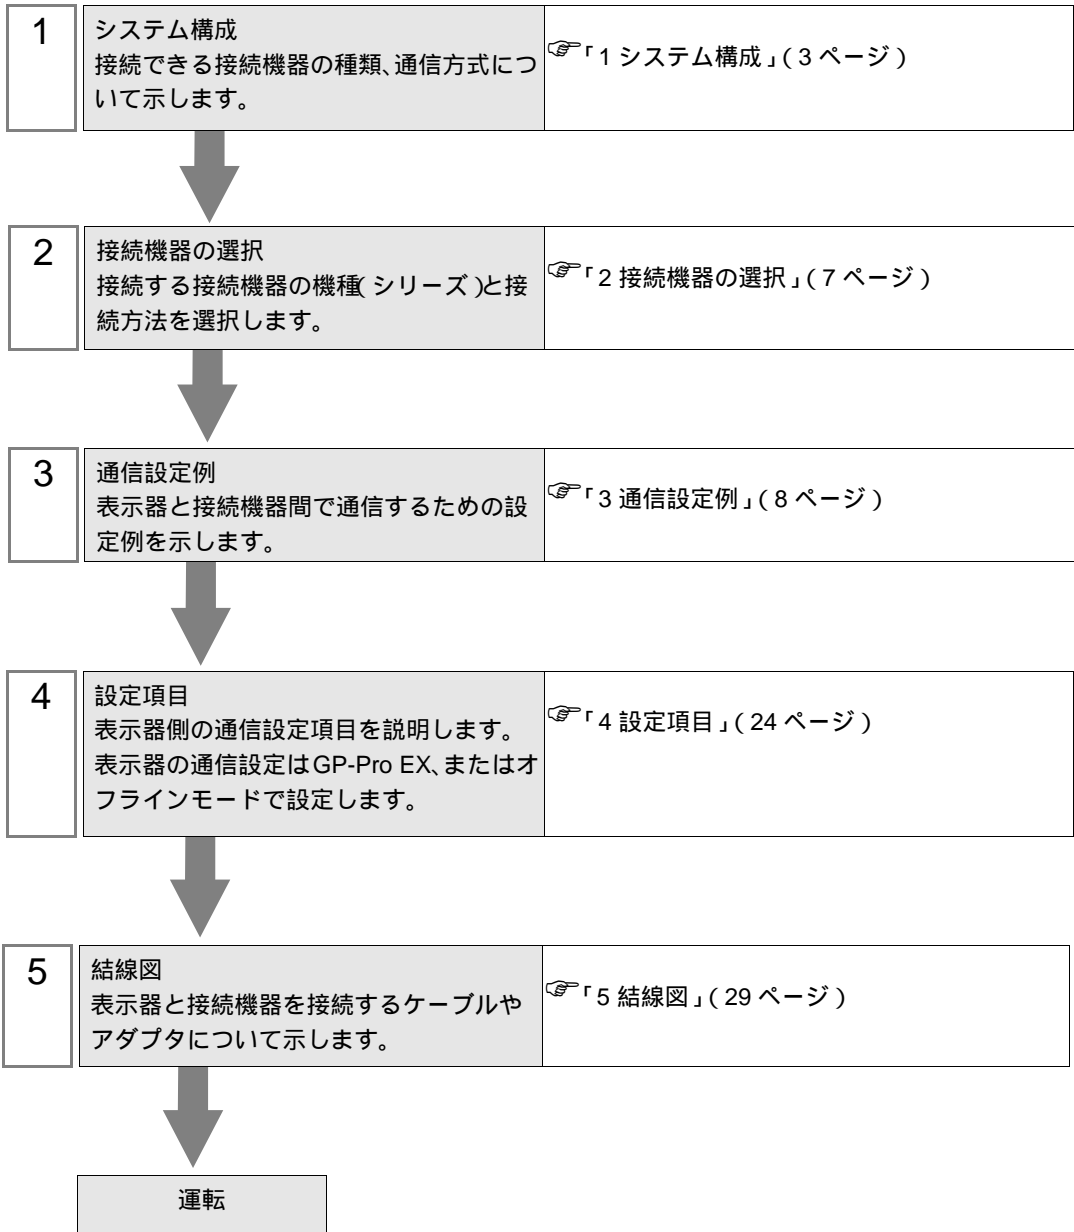 1
システム構成
接続できる接続機器の種類、通信方式につ
いて示します。
☞「1 システム構成」( 3 ページ )
2
接続機器の選択
接続する接続機器の機種( シリーズ )と接
続方法を選択します。
☞「2 接続機器の選択」( 7 ページ )
3
通信設定例
表示器と接続機器間で通信するための設
定例を示します。
☞「3 通信設定例」( 8 ページ )
4
設定項目
表示器側の通信設定項目を説明します。
表示器の通信設定はGP-Pro EX、またはオ
フラインモードで設定します。
☞「4 設定項目」( 24 ページ )
5
結線図
表示器と接続機器を接続するケーブルや
アダプタについて示します。
☞「5 結線図」( 29 ページ )
運転